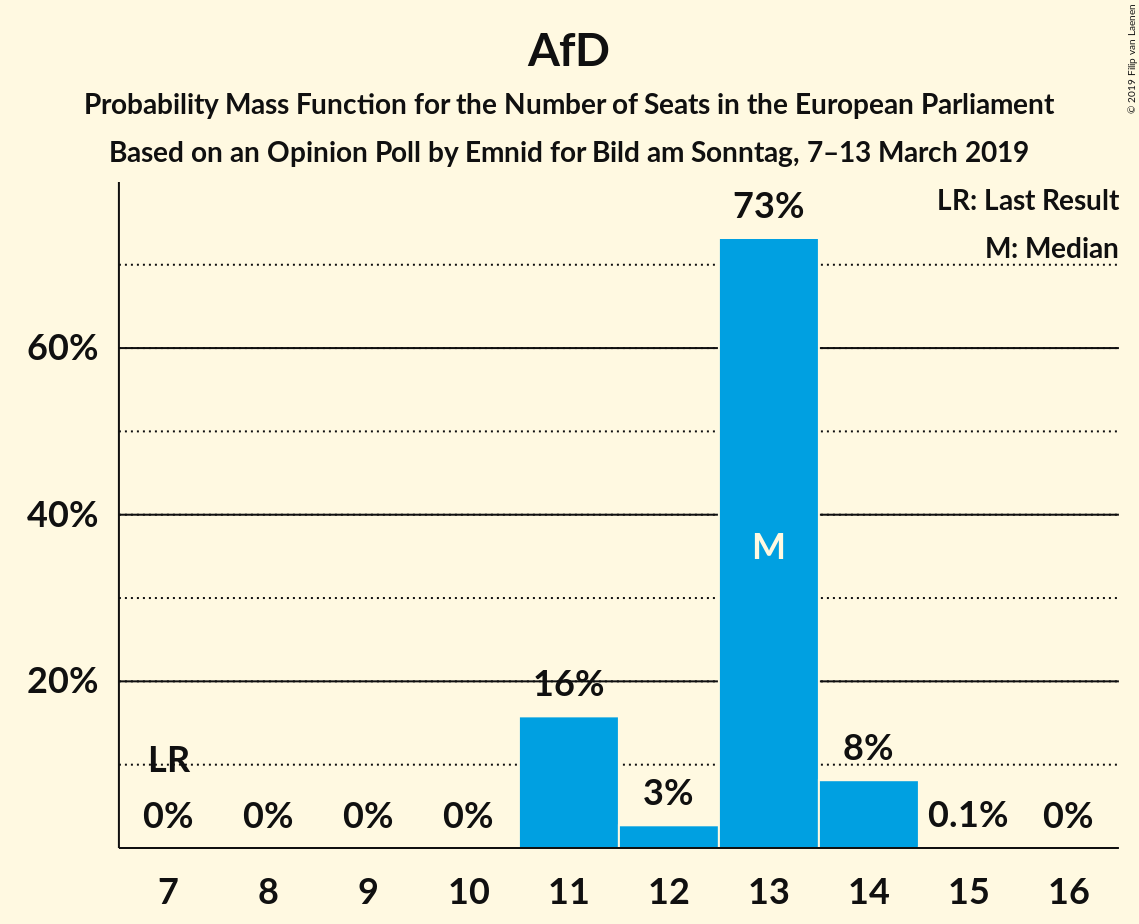 AfD
Probability Mass Function for the Number of Seats in the European Parliament
Based on an Opinion Poll by Emnid for Bild am Sonntag, 7–13 March 2019
© 2019 Filip van Laenen
LR: Last Result
M: Median
73%
60%
40%
M
20%
16%
LR
8%
3%
0%
0%
0%
0%
0.1%
0%
7
8
9
10
11
12
13
14
15
16